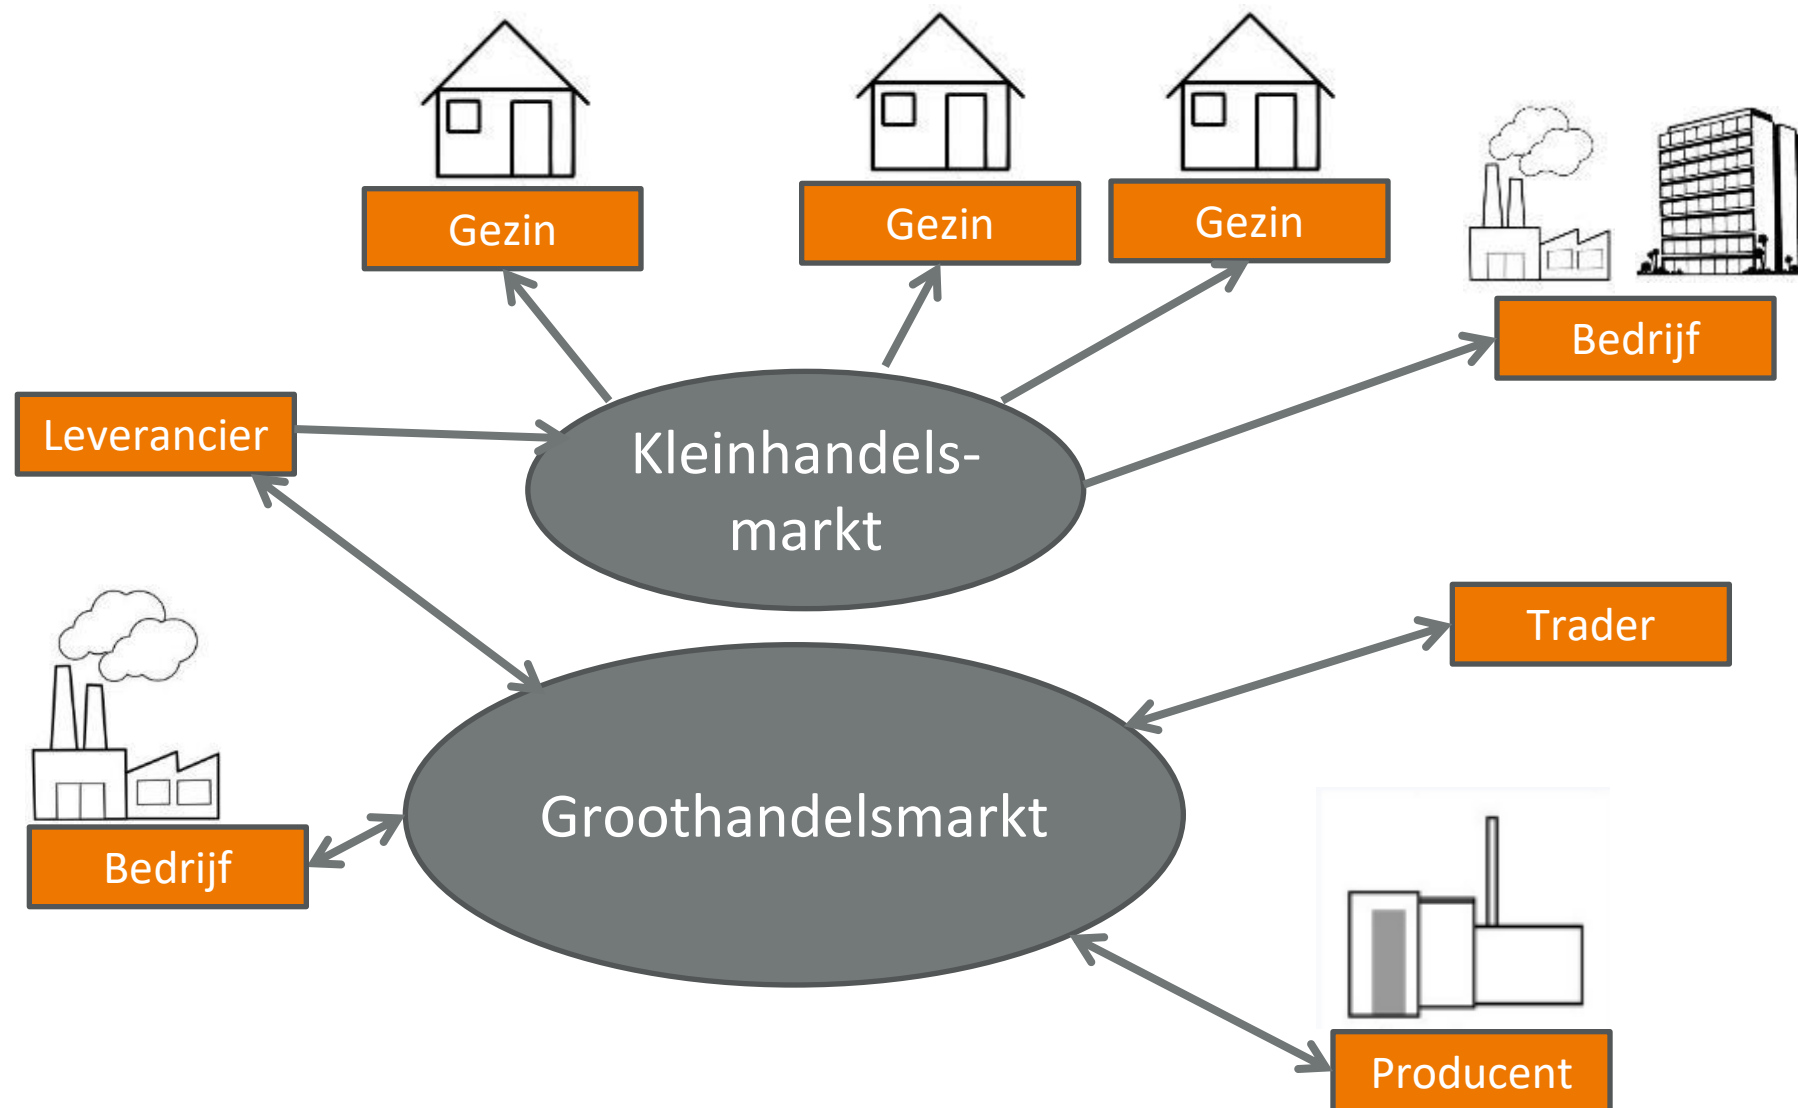 Gezin
Gezin
Gezin
Bedrijf
Leverancier
Kleinhandels-
markt
Trader
Groothandelsmarkt
Bedrijf
Producent